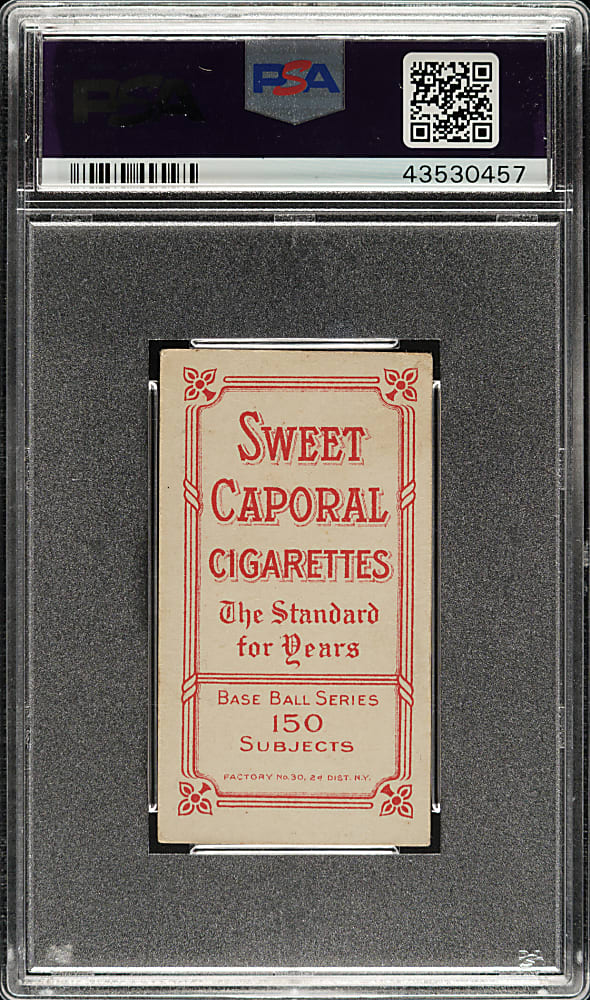 PSA PSA
43530457
SWEET
CAPORAL
CIGARETTES
The Standard
for Years
BASE BALL SERIES
150
SUBJECTS
FACTORY No. 30, 2d DIST. N.Y.